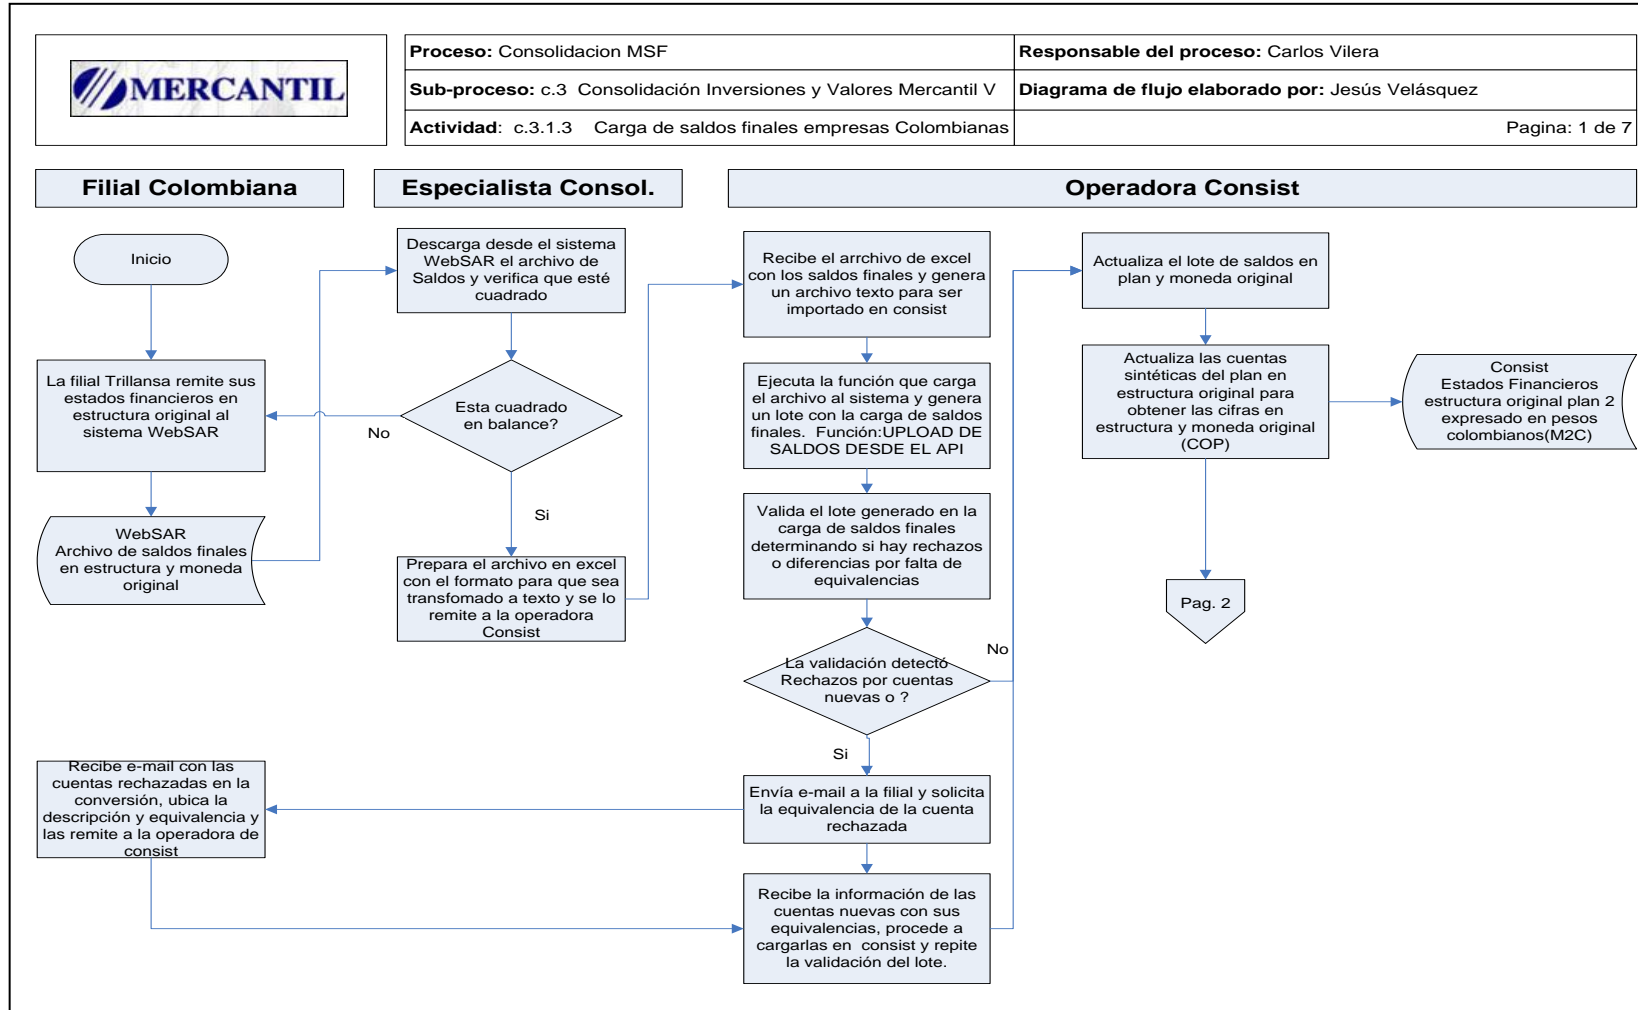 MERCANTIL
Proceso: Consolidacion MSF
Responsable del proceso: Carlos Vilera
Sub-proceso: c.3 Consolidación Inversiones y Valores Mercantil V
Diagrama de flujo elaborado por: Jesús Velásquez
Actividad: c.3.1.3 Carga de saldos finales empresas Colombianas
Pagina: 1 de 7
Filial Colombiana
Especialista Consol.
Operadora Consist
Inicio
La filial Trillansa remite sus
estados financieros en
estructura original al
sistema WebSAR
WebSAR
Archivo de saldos finales
en estructura y moneda
original
Descarga desde el sistema
WebSAR el archivo de
Saldos y verifica que esté
cuadrado
Esta cuadrado
en balance?
No
Si
Prepara el archivo en excel
con el formato para que sea
transfomado a texto y se lo
remite a la operadora
Consist
Recibe el arrchivo de excel
con los saldos finales y genera
un archivo texto para ser
importado en consist
Ejecuta la función que carga
el archivo al sistema y genera
un lote con la carga de saldos
finales. Función:UPLOAD DE
SALDOS DESDE EL API
Valida el lote generado en la
carga de saldos finales
determinando si hay rechazos
o diferencias por falta de
equivalencias
La validación detectó
Rechazos por cuentas
nuevas o ?
No
Si
Envía e-mail a la filial y solicita
la equivalencia de la cuenta
rechazada
Recibe e-mail con las
cuentas rechazadas en la
conversión, ubica la
descripción y equivalencia y
las remite a la operadora de
consist
Recibe la información de las
cuentas nuevas con sus
equivalencias, procede a
cargarlas en consist y repite
la validación del lote.
Actualiza el lote de saldos en
plan y moneda original
Actualiza las cuentas
sintéticas del plan en
estructura original para
obtener las cifras en
estructura y moneda original
(COP)
Consist
Estados Financieros
estructura original plan 2
expresado en pesos
colombianos(M2C)
Pag. 2